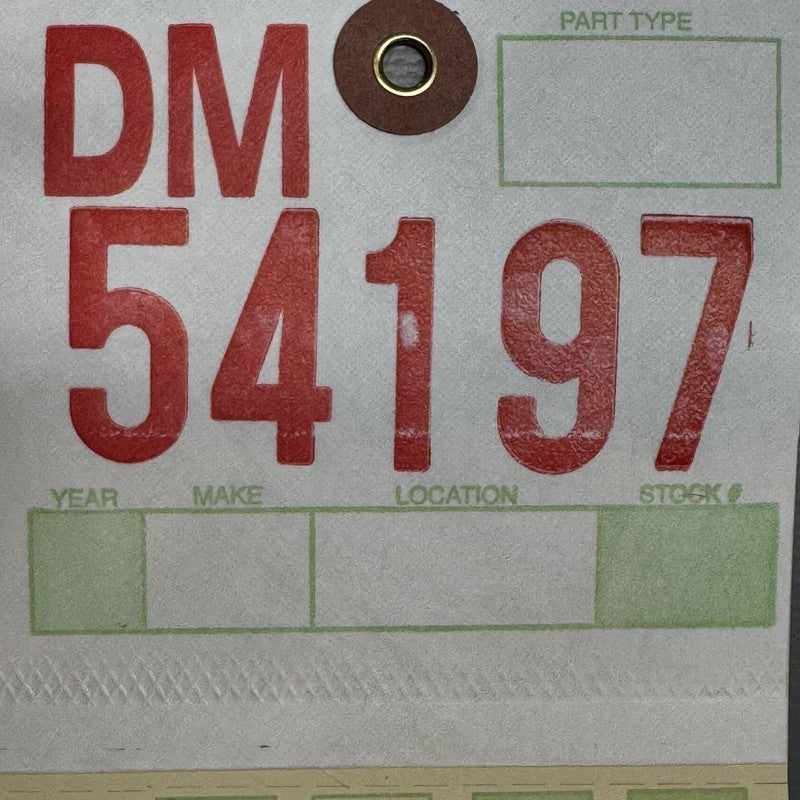 DM
PART TYPE
54197
YEAR MAKE LOCATION STOCK #